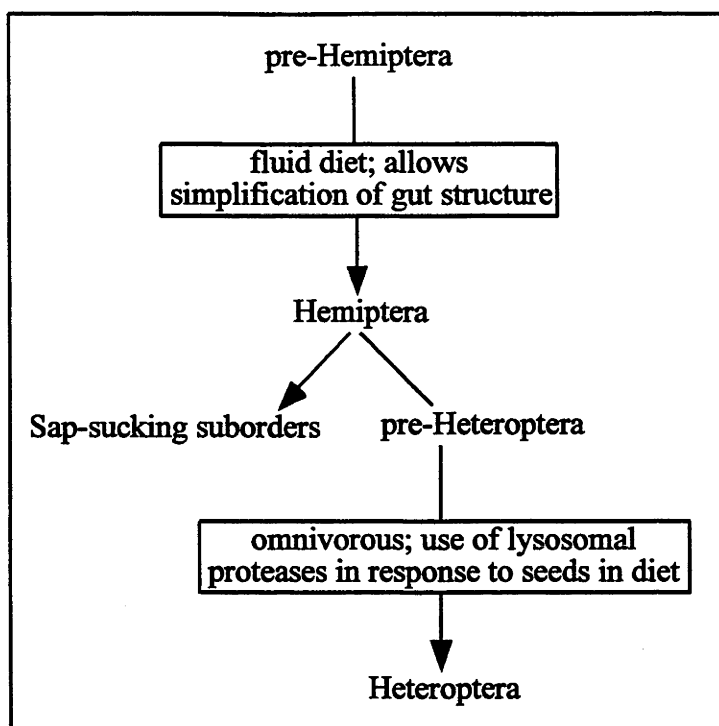 pre-Hemiptera
fluid diet; allows
simplification of gut structure
Hemiptera
Sap-sucking suborders
pre-Heteroptera
omnivorous; use of lysosomal
proteases in response to seeds in diet
Heteroptera